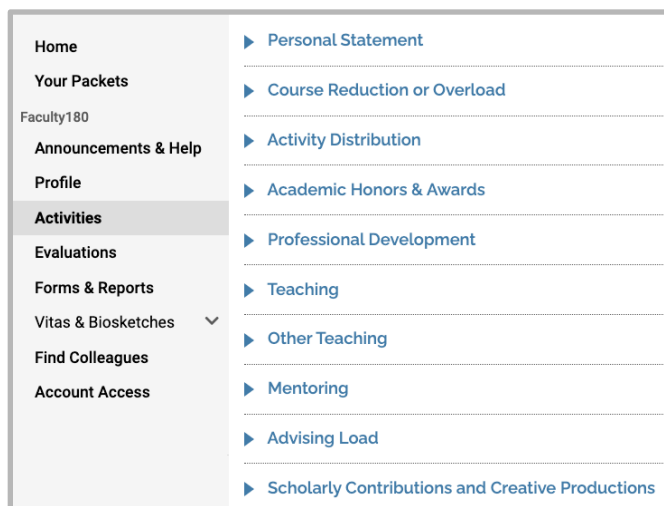 Home
Your Packets
Faculty180
Announcements & Help
Profile
Activities
Evaluations
Forms & Reports
Vitas & Biosketches
Find Colleagues
Account Access
Personal Statement
Course Reduction or Overload
Activity Distribution
Academic Honors & Awards
Professional Development
Teaching
Other Teaching
Mentoring
Advising Load
Scholarly Contributions and Creative Productions